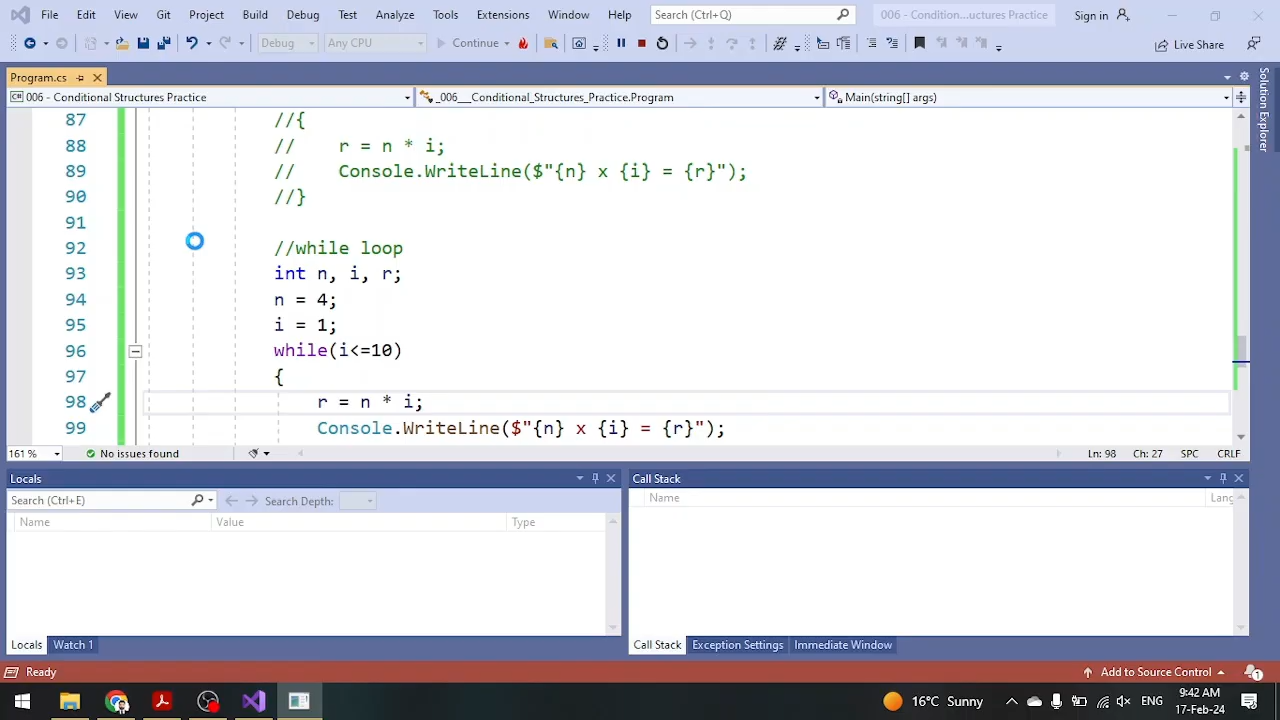 File Edit View Git Project Build Debug Test Analyze Tools Extensions Window Help Search (Ctrl+Q) 006 - Condition...uctures Practice Sign in
Debug Any CPU Continue Live Share
Program.cs
006 - Conditional Structures Practice _006___Conditional_Structures_Practice.Program Main(string[] args)
Solution Explorer
87 //{
88 // r = n * i;
89 // Console.WriteLine($"{n} x {i} = {r}");
90 //}
91
92 //while loop
93 int n, i, r;
94 n = 4;
95 i = 1;
96 while(i<=10)
97 {
98 r = n * i;
99 Console.WriteLine($"{n} x {i} = {r}");
161 % No issues found Ln: 98 Ch: 27 SPC CRLF
Locals Call Stack
Search (Ctrl+E) Search Depth: Name Lang
Name Value Type
Locals Watch 1 Call Stack Exception Settings Immediate Window
Ready Add to Source Control 1
16°C Sunny ENG 9:42 AM
17-Feb-24